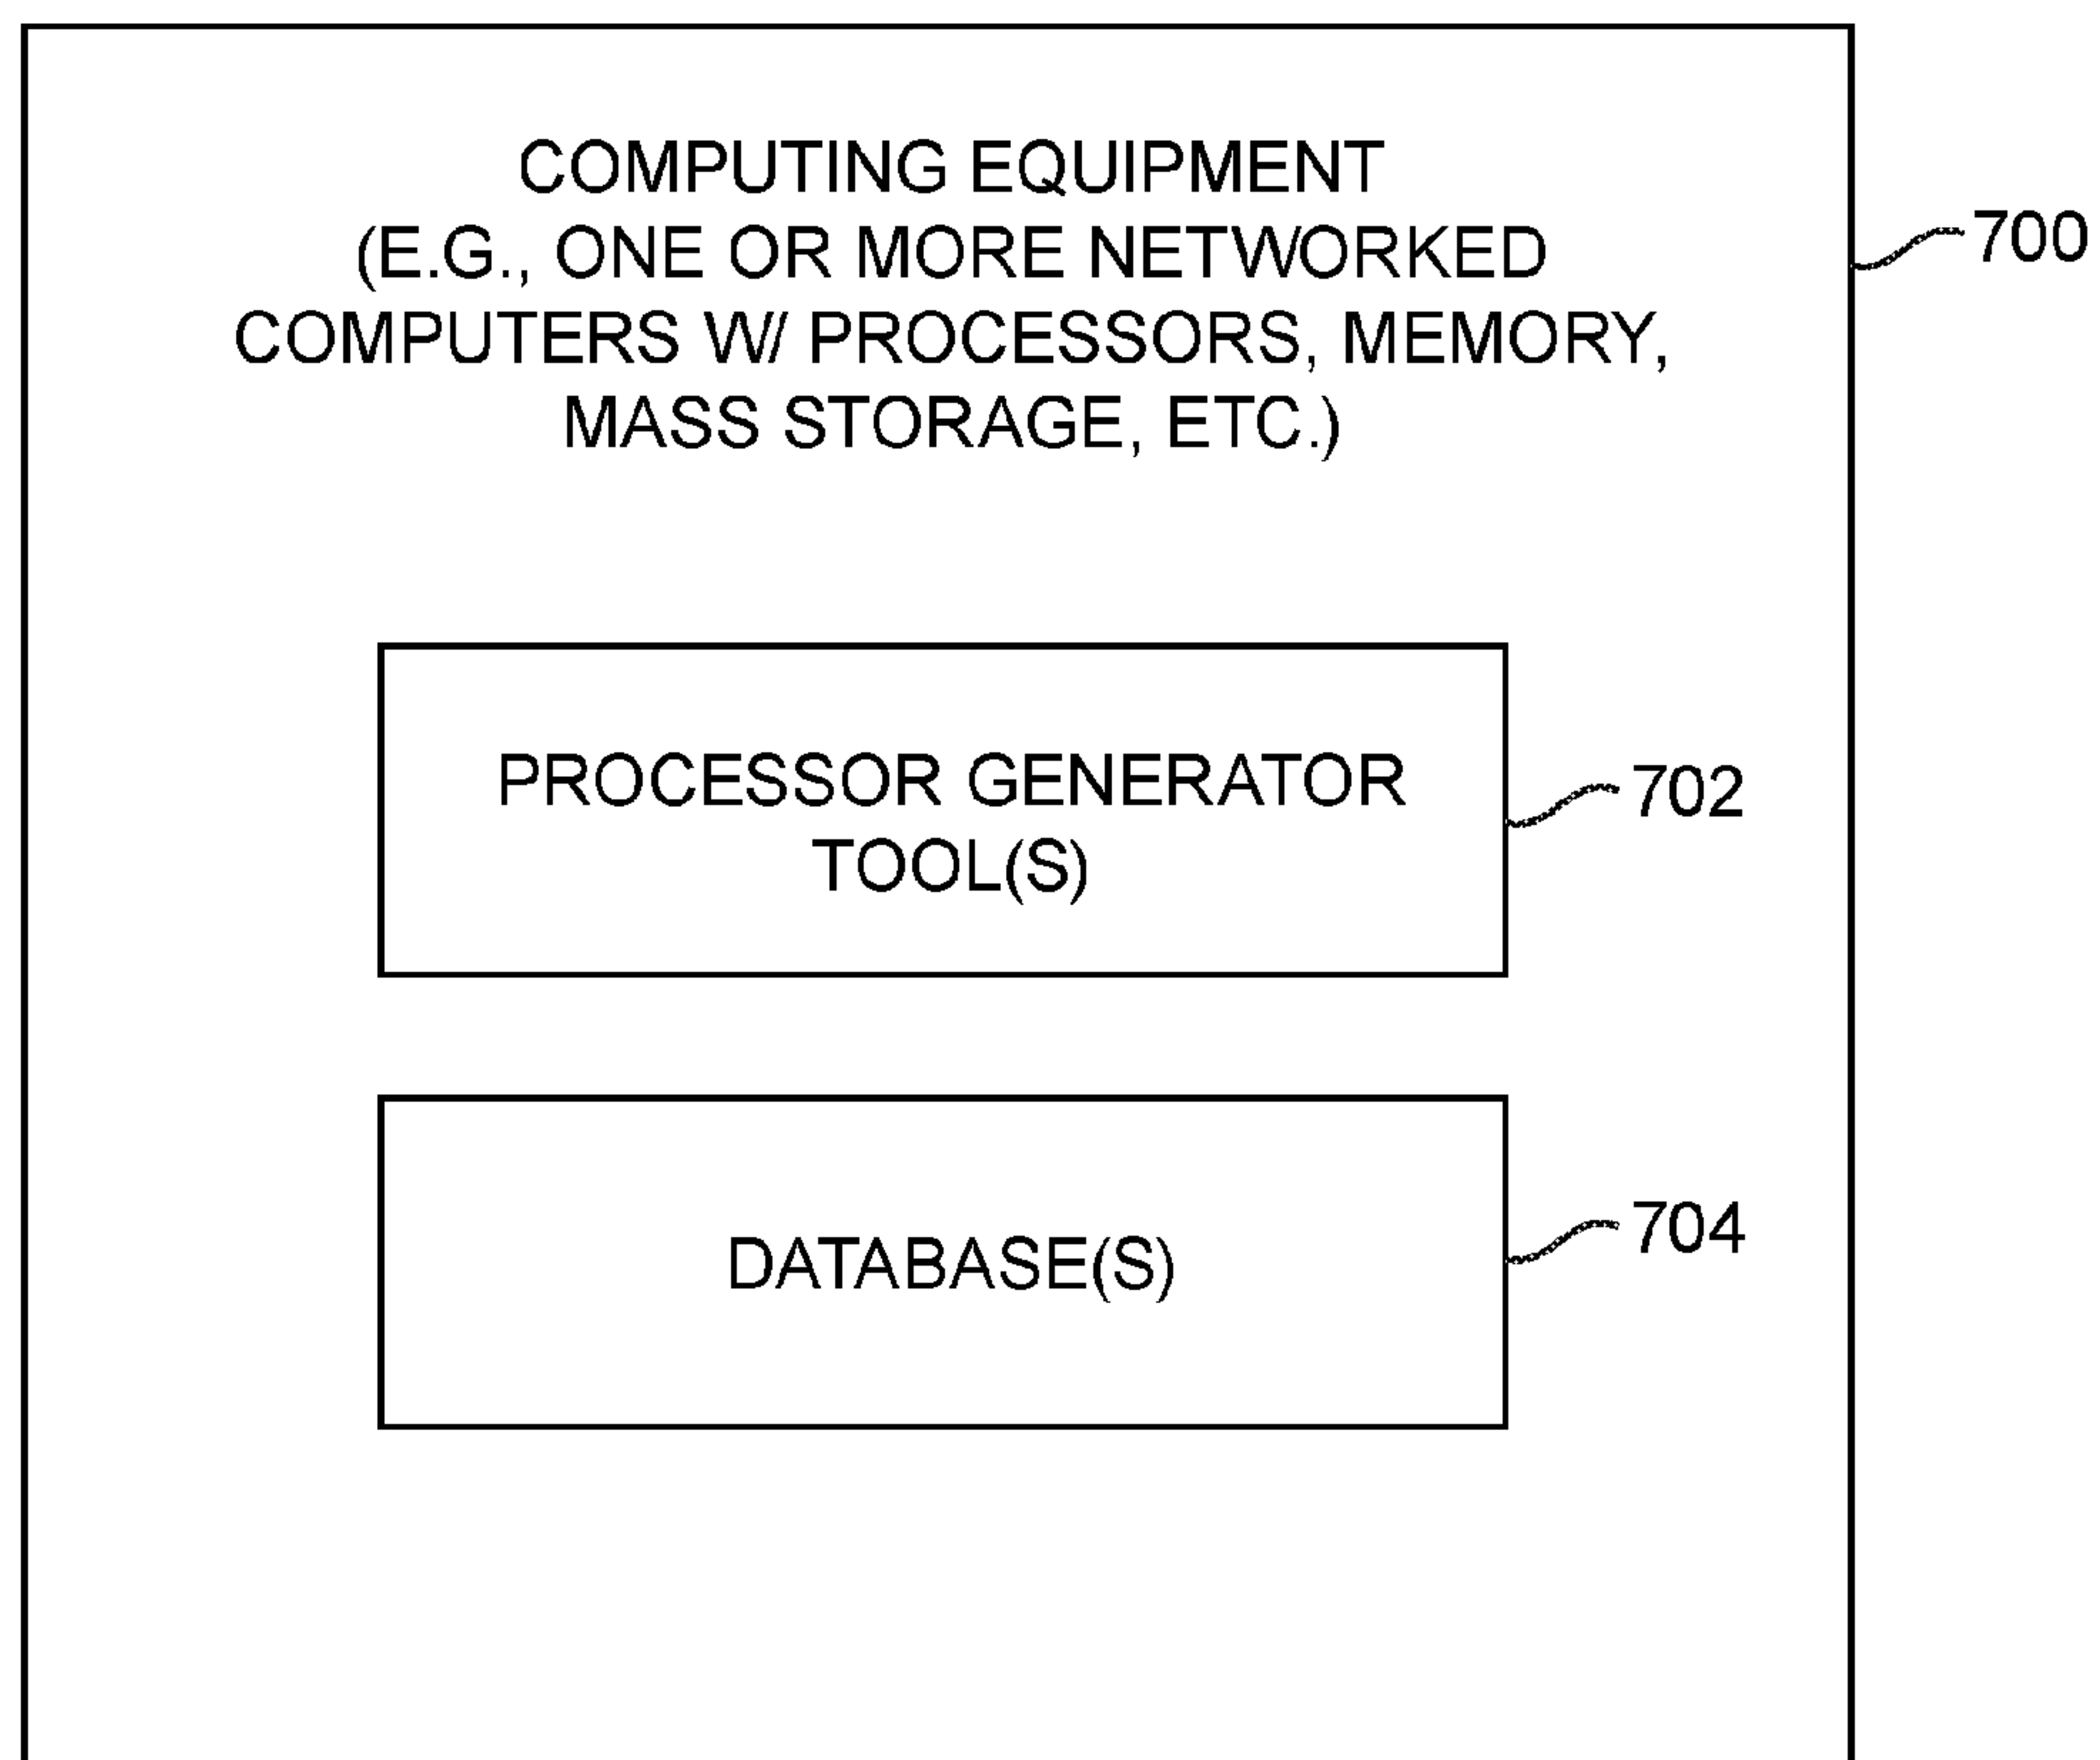 COMPUTING EQUIPMENT
(E.G., ONE OR MORE NETWORKED
COMPUTERS W/ PROCESSORS, MEMORY,
MASS STORAGE, ETC.)
700
PROCESSOR GENERATOR
TOOL(S)
702
DATABASE(S)
704